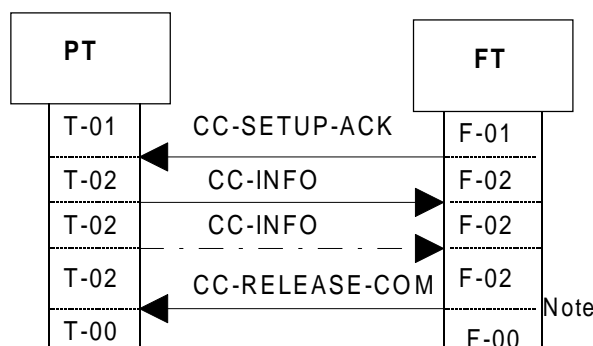 PT
FT
T-01 CC-SETUP-ACK F-01
T-02 CC-INFO F-02
T-02 CC-INFO F-02
T-02 CC-RELEASE-COM F-02
Note
T-00 F-00